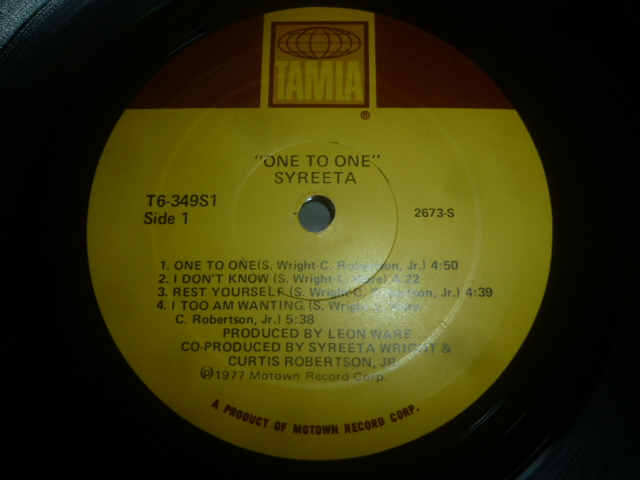 TAMLA
®
"ONE TO ONE"
SYREETA
T6-349S1
Side 1
2673-S
1. ONE TO ONE(S. Wright-C. Robertson, Jr.) 4:50
2. I DON'T KNOW (S. Wright-L. Ware) 4:22
3. REST YOURSELF (S. Wright-C. Robertson, Jr.) 4:39
4. I TOO AM WANTING (S. Wright-L. Ware
C. Robertson, Jr.) 5:38
PRODUCED BY LEON WARE
CO-PRODUCED BY SYREETA WRIGHT &
CURTIS ROBERTSON, JR.
℗1977 Motown Record Corp.
A PRODUCT OF MOTOWN RECORD CORP.